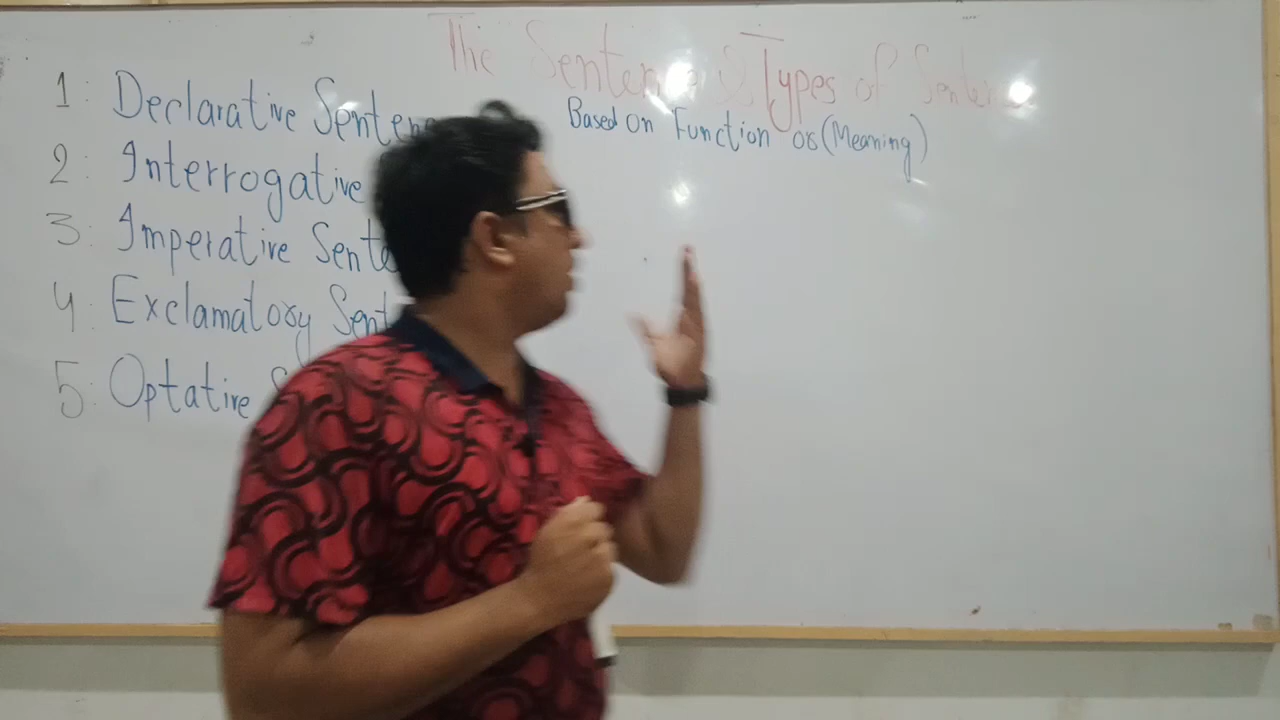 The Sentence & Types of Sentence
Based on Function or (Meaning)
1: Declarative Sentence
2: Interrogative
3: Imperative Sente
4: Exclamatory Sent
5: Optative